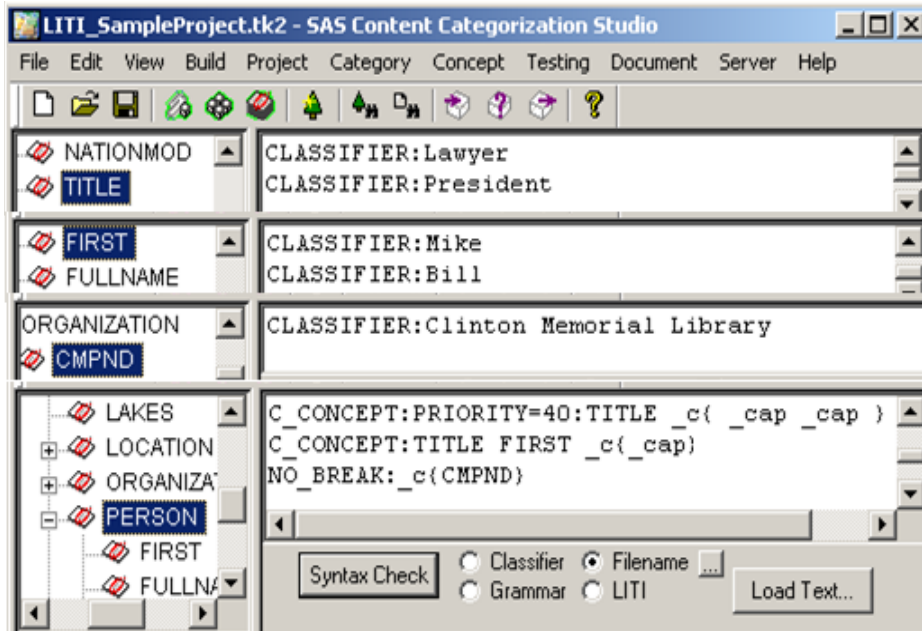 LITI_SampleProject.tk2 - SAS Content Categorization Studio
File Edit View Build Project Category Concept Testing Document Server Help
NATIONMOD
TITLE
CLASSIFIER:Lawyer
CLASSIFIER:President
FIRST
FULLNAME
CLASSIFIER:Mike
CLASSIFIER:Bill
ORGANIZATION
CMPND
CLASSIFIER:Clinton Memorial Library
LAKES
LOCATION
ORGANIZA
PERSON
FIRST
FULLNA
C_CONCEPT:PRIORITY=40:TITLE _c{ _cap _cap }
C_CONCEPT:TITLE FIRST _c{_cap}
NO_BREAK:_c{CMPND}
Syntax Check
Classifier Filename ...
Grammar LITI
Load Text...